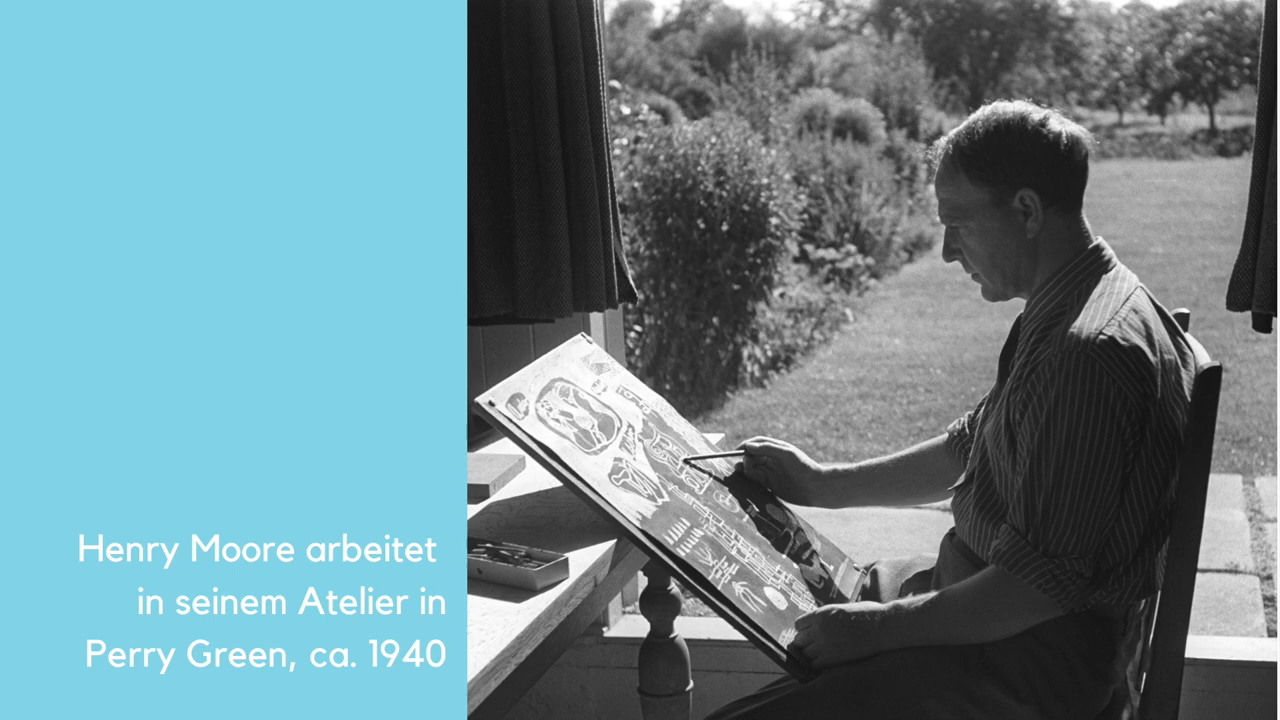 Henry Moore arbeitet
in seinem Atelier in
Perry Green, ca. 1940